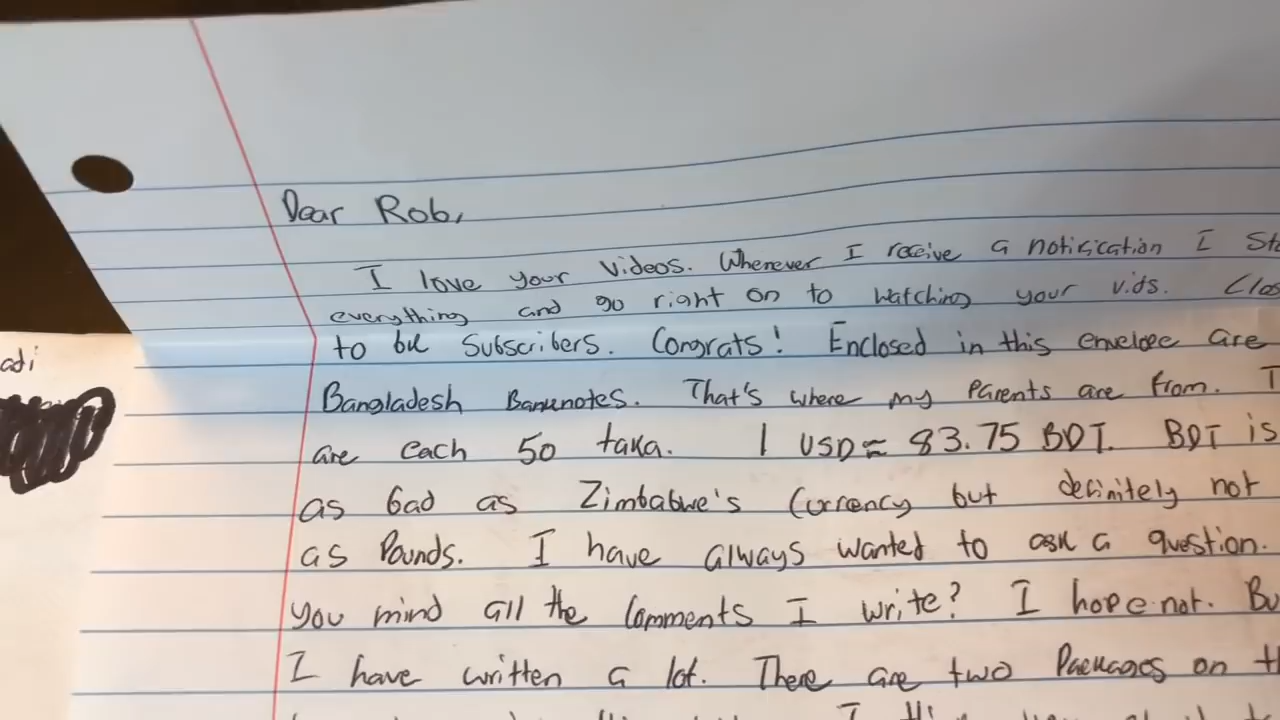 Dear Rob,
I love your videos. Whenever I receive a notisication I
everything and go right on to watching your vids.
to 6k Subscribers. Congrats! Enclosed in this envelope are
Bangladesh Banknotes. That's where my parents are from.
are each 50 taka. 1 USD ≈ 83.75 BDT. BDT is
as bad as Zimbabwe's Currency but definitely not
as Pounds. I have always wanted to ask a question.
you mind all the comments I write? I hope not.
I have written a lot. There are two Packages on
adi